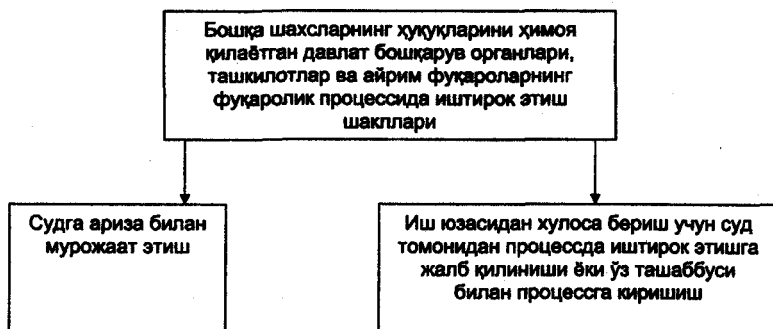 Бошқа шахсларнинг ҳуқуқларини ҳимоя
қилаётган давлат бошқарув органлари,
ташкилотлар ва айрим фуқароларнинг
фуқаролик процессида иштирок этиш
шакллари
Судга ариза билан
мурожаат этиш
Иш юзасидан хулоса бериш учун суд
томонидан процессда иштирок этишга
жалб қилиниши ёки ўз ташаббуси
билан процессга киришиш